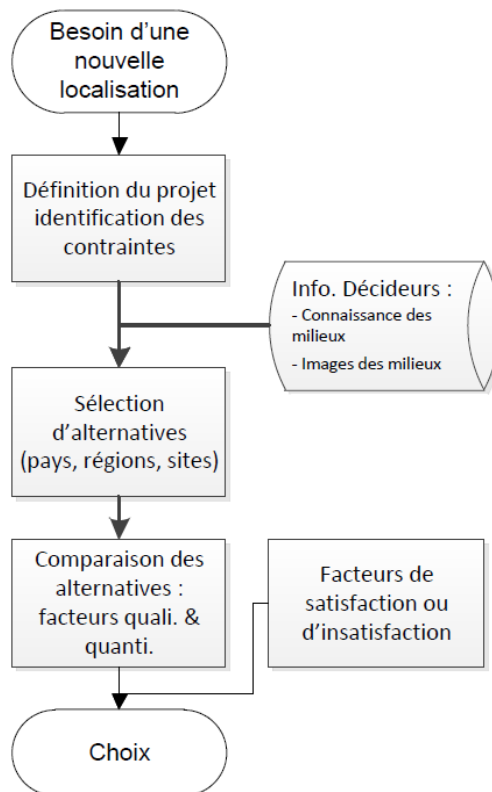 Besoin d'une
nouvelle
localisation
Définition du projet
identification des
contraintes
Info. Décideurs :
- Connaissance des
milieux
- Images des milieux
Sélection
d'alternatives
(pays, régions, sites)
Comparaison des
alternatives :
facteurs quali. &
quanti.
Facteurs de
satisfaction ou
d'insatisfaction
Choix